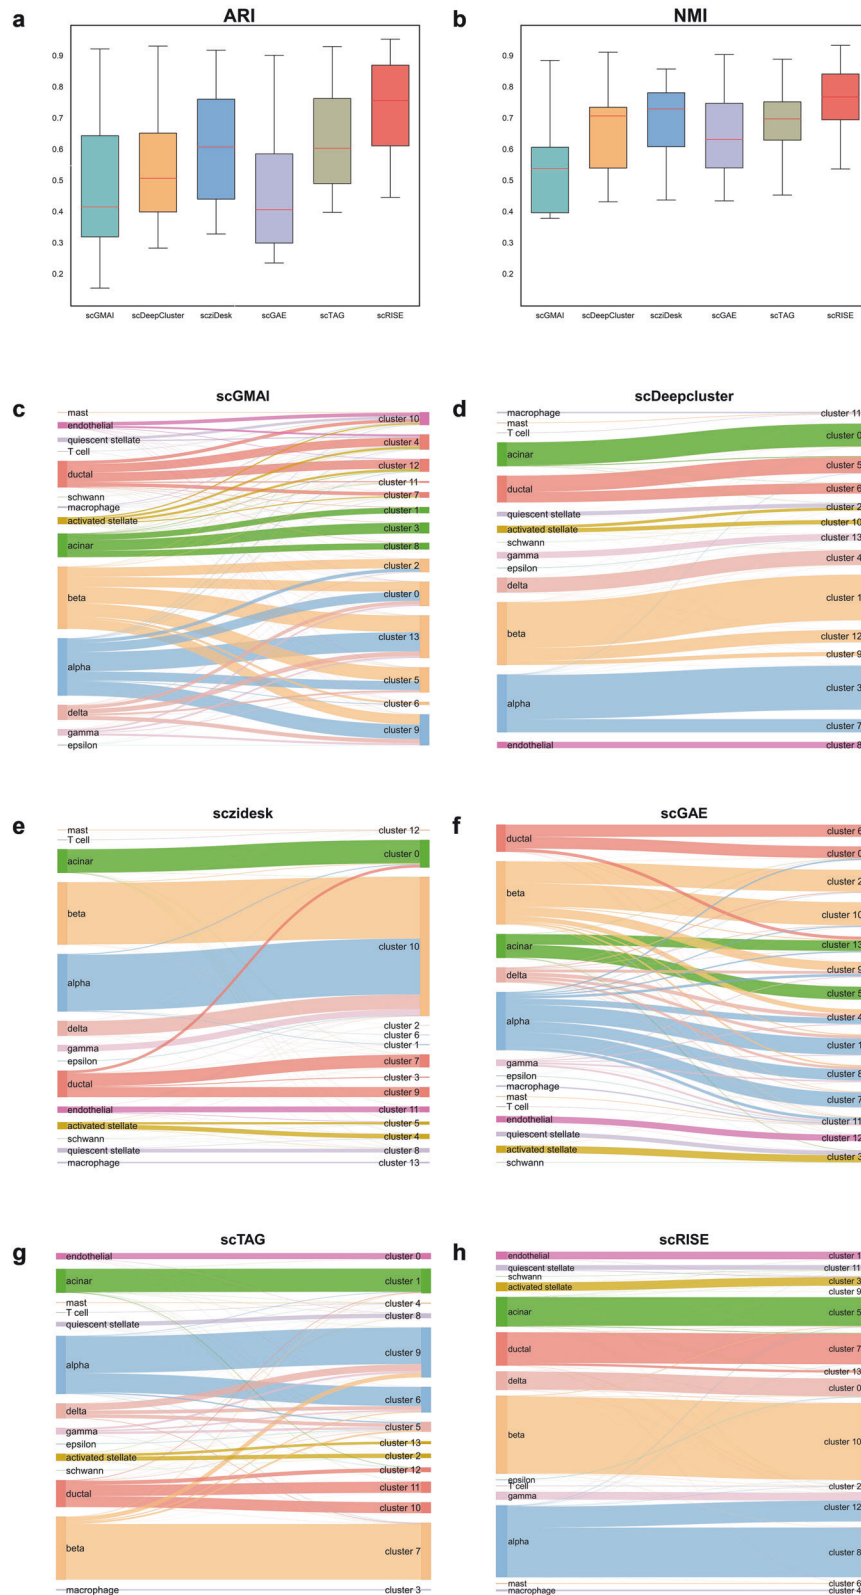 a
ARI
0.9
0.8
0.7
0.6
0.5
0.4
0.3
0.2
scGMAI scDeepCluster scziDesk scGAE scTAG scRISE
b
NMI
0.9
0.8
0.7
0.6
0.5
0.4
0.3
0.2
scGMAI scDeepCluster scziDesk scGAE scTAG scRISE
c
scGMAI
mast
endothelial
quiescent stellate
T cell
ductal
schwann
macrophage
activated stellate
acinar
beta
alpha
delta
gamma
epsilon
cluster 10
cluster 4
cluster 12
cluster 11
cluster 7
cluster 1
cluster 3
cluster 8
cluster 2
cluster 0
cluster 13
cluster 5
cluster 6
cluster 9
d
scDeepcluster
macrophage
mast
T cell
acinar
ductal
quiescent stellate
activated stellate
schwann
gamma
epsilon
delta
beta
alpha
endothelial
cluster 11
cluster 0
cluster 5
cluster 6
cluster 2
cluster 10
cluster 13
cluster 4
cluster 1
cluster 12
cluster 9
cluster 3
cluster 7
cluster 8
e
sczidesk
mast
T cell
acinar
beta
alpha
delta
gamma
epsilon
ductal
endothelial
activated stellate
schwann
quiescent stellate
macrophage
cluster 12
cluster 0
cluster 10
cluster 2
cluster 6
cluster 1
cluster 7
cluster 3
cluster 9
cluster 11
cluster 5
cluster 4
cluster 8
cluster 13
f
scGAE
ductal
beta
acinar
delta
alpha
gamma
epsilon
macrophage
mast
T cell
endothelial
quiescent stellate
activated stellate
schwann
cluster 6
cluster 0
cluster 2
cluster 10
cluster 13
cluster 9
cluster 5
cluster 4
cluster 1
cluster 8
cluster 7
cluster 11
cluster 12
cluster 3
g
scTAG
endothelial
acinar
mast
T cell
quiescent stellate
alpha
delta
gamma
epsilon
activated stellate
schwann
ductal
beta
macrophage
cluster 0
cluster 1
cluster 4
cluster 8
cluster 9
cluster 6
cluster 5
cluster 13
cluster 2
cluster 12
cluster 11
cluster 10
cluster 7
cluster 3
h
scRISE
endothelial
quiescent stellate
schwann
activated stellate
acinar
ductal
delta
beta
epsilon
T cell
gamma
alpha
mast
macrophage
cluster 1
cluster 11
cluster 3
cluster 9
cluster 5
cluster 7
cluster 13
cluster 0
cluster 10
cluster 2
cluster 12
cluster 8
cluster 6
cluster 4